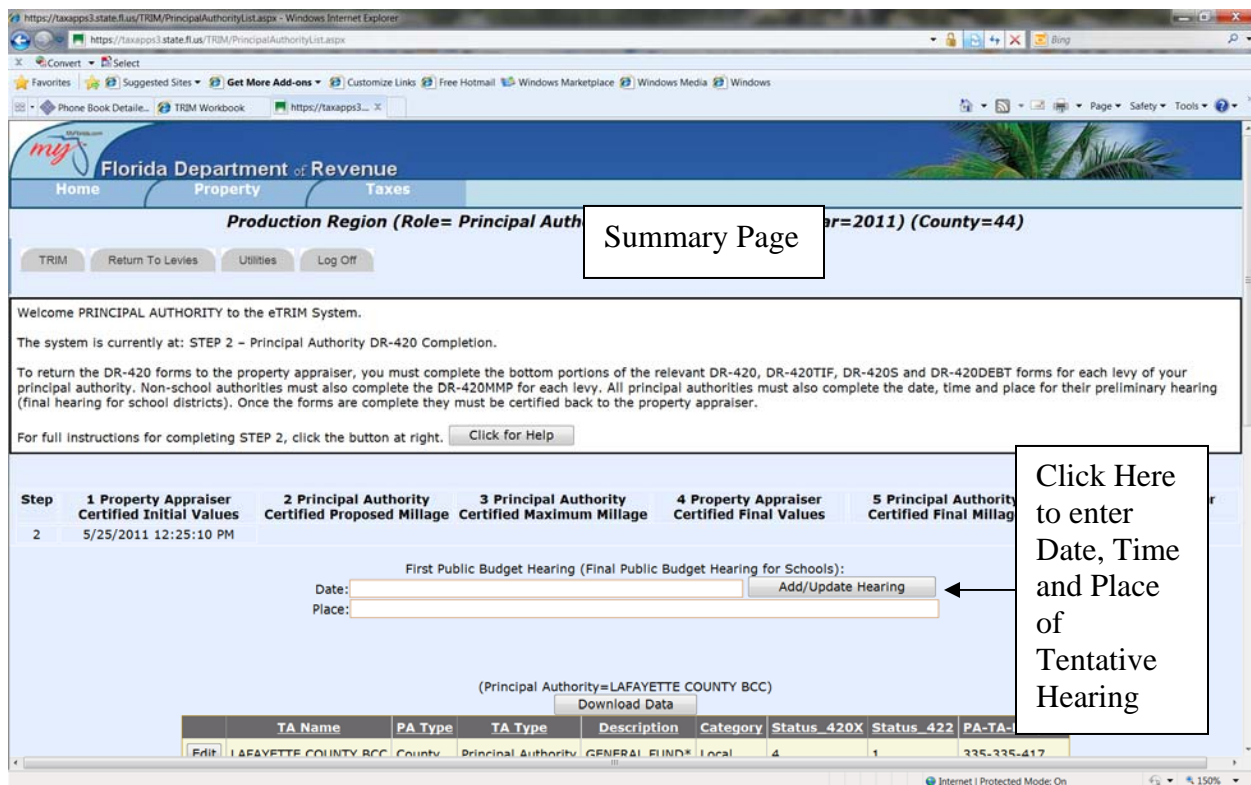 https://taxapps3.state.fl.us/TRIM/PrincipalAuthorityList.aspx - Windows Internet Explorer
https://taxapps3.state.fl.us/TRIM/PrincipalAuthorityList.aspx
Bing
x Convert Select
Favorites Suggested Sites Get More Add-ons Customize Links Free Hotmail Windows Marketplace Windows Media Windows
Phone Book Detaile... TRIM Workbook https://taxapps3... X Page Safety Tools
MyFlorida.com
my
Florida Department of Revenue
Home Property Taxes
Production Region (Role= Principal Auth ar=2011) (County=44)
Summary Page
TRIM Return To Levies Utilities Log Off
Welcome PRINCIPAL AUTHORITY to the eTRIM System.
The system is currently at: STEP 2 – Principal Authority DR-420 Completion.
To return the DR-420 forms to the property appraiser, you must complete the bottom portions of the relevant DR-420, DR-420TIF, DR-420S and DR-420DEBT forms for each levy of your
principal authority. Non-school authorities must also complete the DR-420MMP for each levy. All principal authorities must also complete the date, time and place for their preliminary hearing
(final hearing for school districts). Once the forms are complete they must be certified back to the property appraiser.
For full instructions for completing STEP 2, click the button at right. Click for Help
Step 1 Property Appraiser 2 Principal Authority 3 Principal Authority 4 Property Appraiser 5 Principal Authority r
Certified Initial Values Certified Proposed Millage Certified Maximum Millage Certified Final Values Certified Final Millag
2 5/25/2011 12:25:10 PM
First Public Budget Hearing (Final Public Budget Hearing for Schools):
Date: Add/Update Hearing
Place:
Click Here
to enter
Date, Time
and Place
of
Tentative
Hearing
(Principal Authority=LAFAYETTE COUNTY BCC)
Download Data
TA Name PA Type TA Type Description Category Status_420X Status_422 PA-TA-
Edit LAFAYETTE COUNTY BCC County Principal Authority GENERAL FUND* Local 4 1 335-335-417
Internet | Protected Mode: On 150%